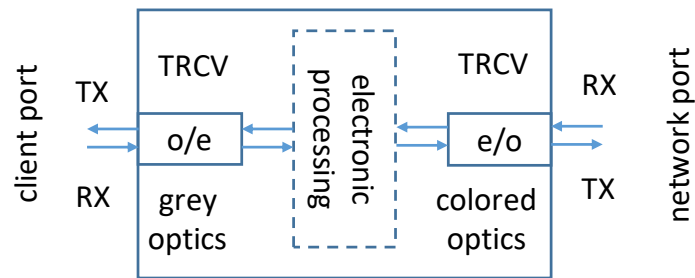 client port
TX
RX
TRCV
o/e
grey
optics
electronic
processing
TRCV
e/o
colored
optics
RX
TX
network port